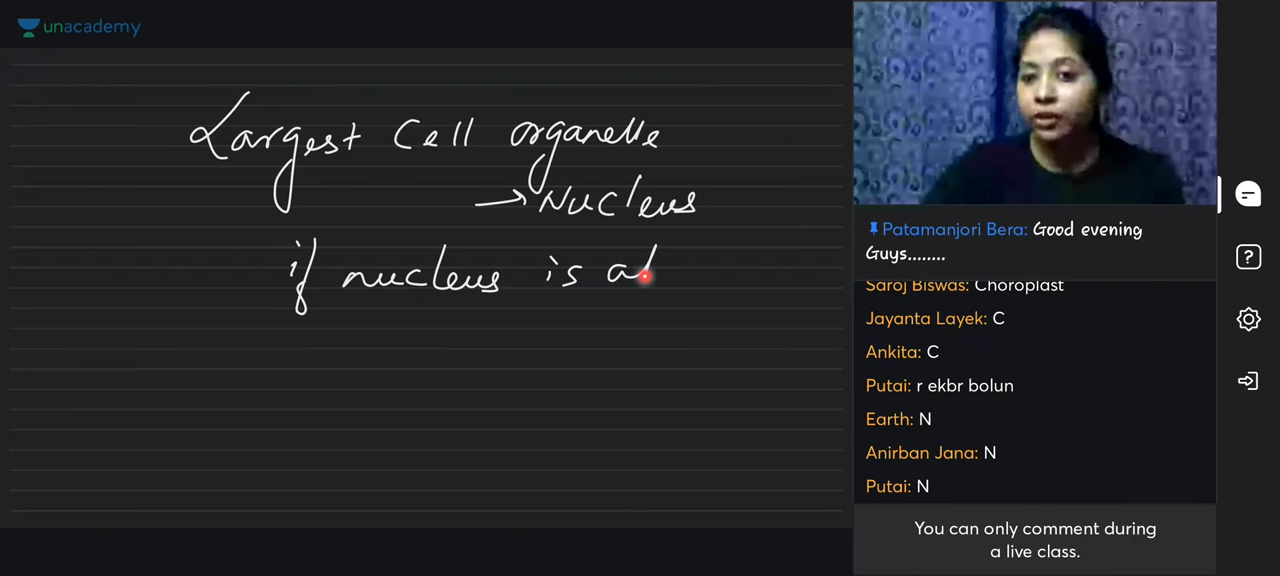 unacademy
Largest Cell organelle
→ Nucleus
if nucleus is
Patamanjori Bera: Good evening
Guys........
Saroj Biswas: Choroplast
Jayanta Layek: C
Ankita: C
Putai: r ekbr bolun
Earth: N
Anirban Jana: N
Putai: N
You can only comment during
a live class.
?